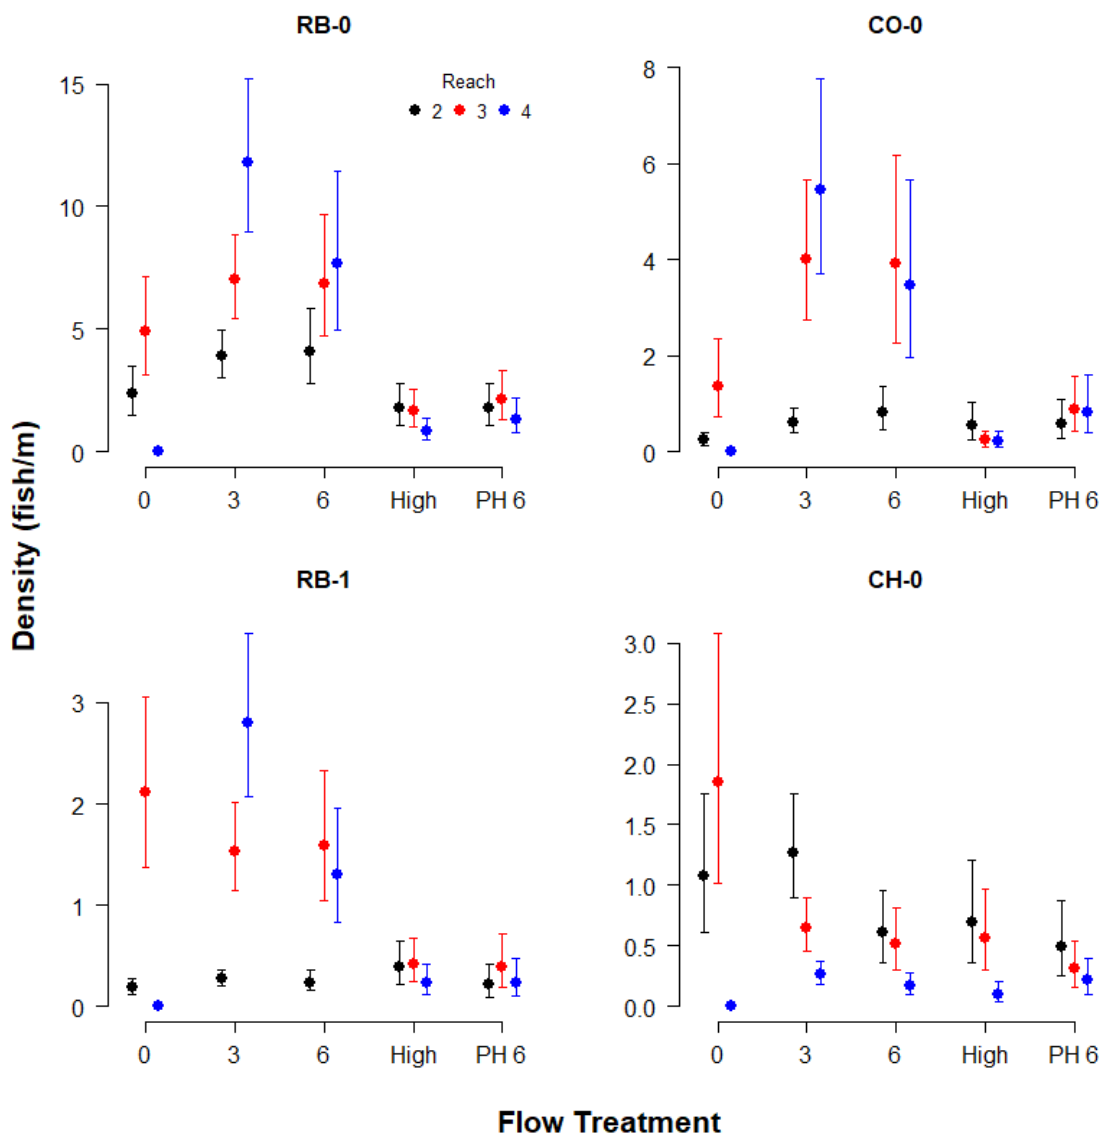 RB-0
CO-0
Reach
2 3 4
15
10
5
0
0 3 6 High PH 6
8
6
4
2
0
0 3 6 High PH 6
Density (fish/m)
RB-1
CH-0
3
2
1
0
0 3 6 High PH 6
3.0
2.5
2.0
1.5
1.0
0.5
0.0
0 3 6 High PH 6
Flow Treatment